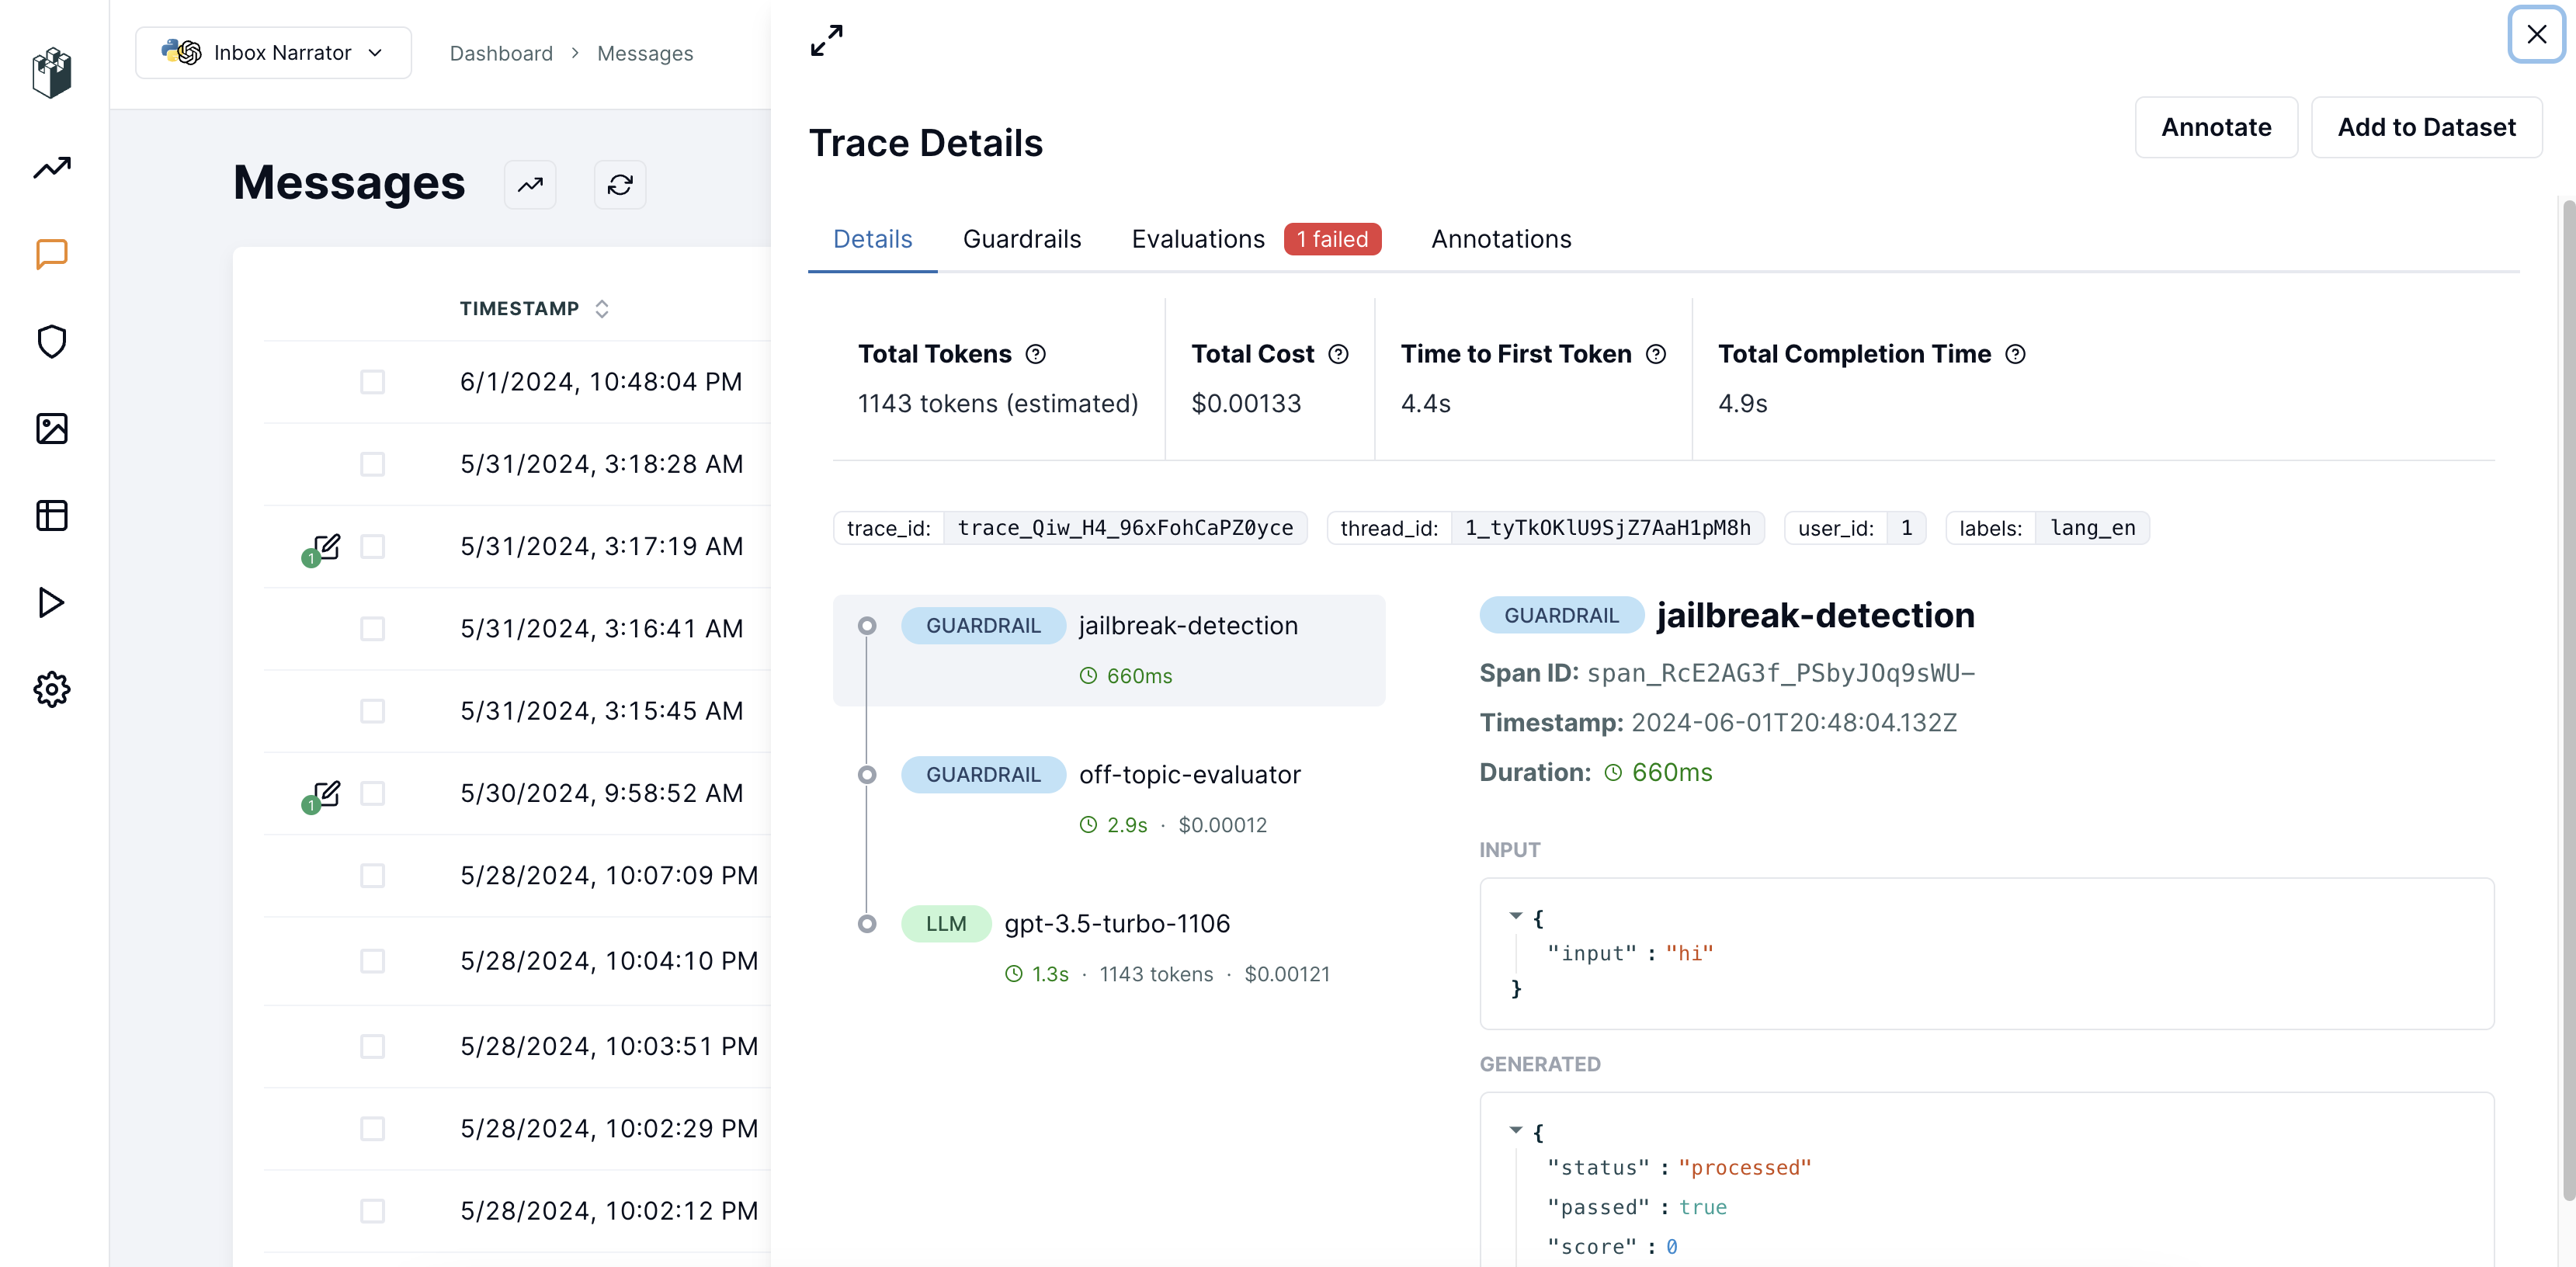 Inbox Narrator
Dashboard > Messages
Messages
TIMESTAMP
6/1/2024, 10:48:04 PM
5/31/2024, 3:18:28 AM
1
5/31/2024, 3:17:19 AM
5/31/2024, 3:16:41 AM
5/31/2024, 3:15:45 AM
1
5/30/2024, 9:58:52 AM
5/28/2024, 10:07:09 PM
5/28/2024, 10:04:10 PM
5/28/2024, 10:03:51 PM
5/28/2024, 10:02:29 PM
5/28/2024, 10:02:12 PM
Trace Details
Annotate
Add to Dataset
Details Guardrails Evaluations 1 failed Annotations
Total Tokens
1143 tokens (estimated)
Total Cost
$0.00133
Time to First Token
4.4s
Total Completion Time
4.9s
trace_id: trace_Qiw_H4_96xFohCaPZ0yce
thread_id: 1_tyTkOKlU9SjZ7AaH1pM8h
user_id: 1
labels: lang_en
GUARDRAIL jailbreak-detection
660ms
GUARDRAIL off-topic-evaluator
2.9s · $0.00012
LLM gpt-3.5-turbo-1106
1.3s · 1143 tokens · $0.00121
GUARDRAIL jailbreak-detection
Span ID: span_RcE2AG3f_PSbyJOq9sWU-
Timestamp: 2024-06-01T20:48:04.132Z
Duration: 660ms
INPUT
{
"input" : "hi"
}
GENERATED
{
"status" : "processed"
"passed" : true
"score" : 0